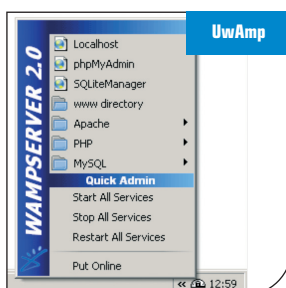 UwAmp
WAMPSERVER 2.0
Localhost
phpMyAdmin
SQLiteManager
www directory
Apache
PHP
MySQL
Quick Admin
Start All Services
Stop All Services
Restart All Services
Put Online
« 12:59